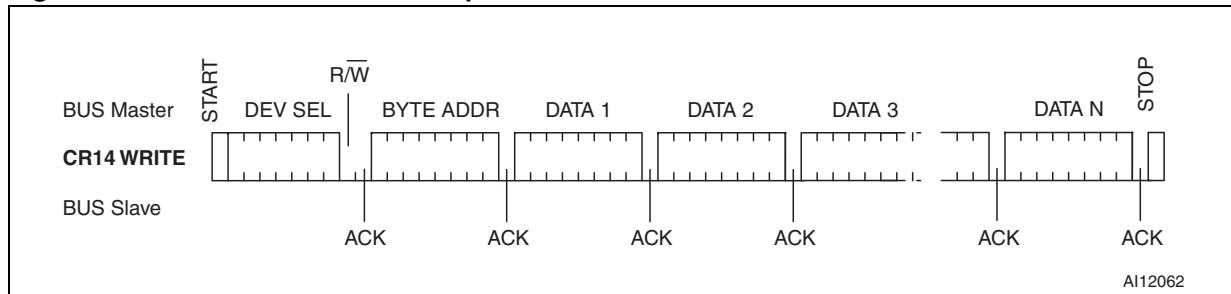 START
R/W̅
STOP
BUS Master DEV SEL BYTE ADDR DATA 1 DATA 2 DATA 3 DATA N
CR14 WRITE
BUS Slave
ACK ACK ACK ACK ACK ACK
AI12062